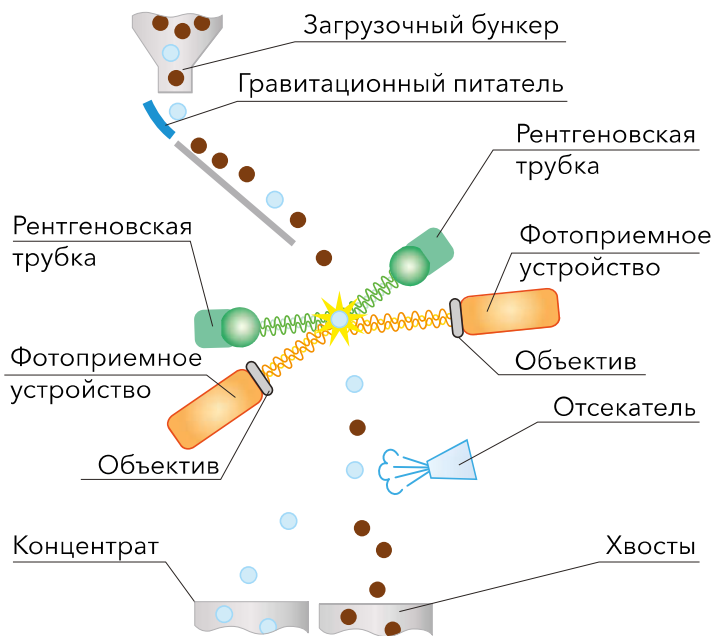 Загрузочный бункер
Гравитационный питатель
Рентгеновская
трубка
Рентгеновская
трубка
Фотоприемное
устройство
Фотоприемное
устройство
Объектив
Отсекатель
Объектив
Концентрат
Хвосты